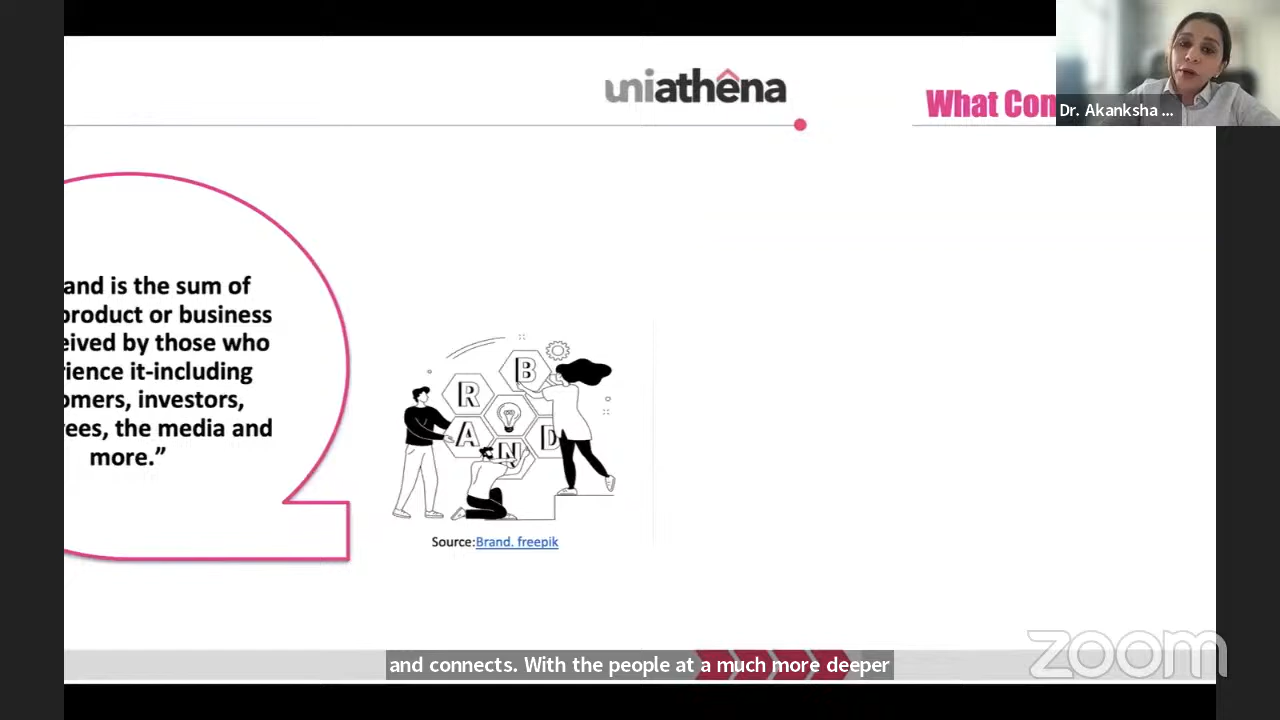 uniathena
What Con
Dr. Akanksha ...
and is the sum of
product or business
eived by those who
rience it-including
omers, investors,
rees, the media and
more.”
B
R
A
N
D
Source:Brand. freepik
and connects. With the people at a much more deeper
zoom